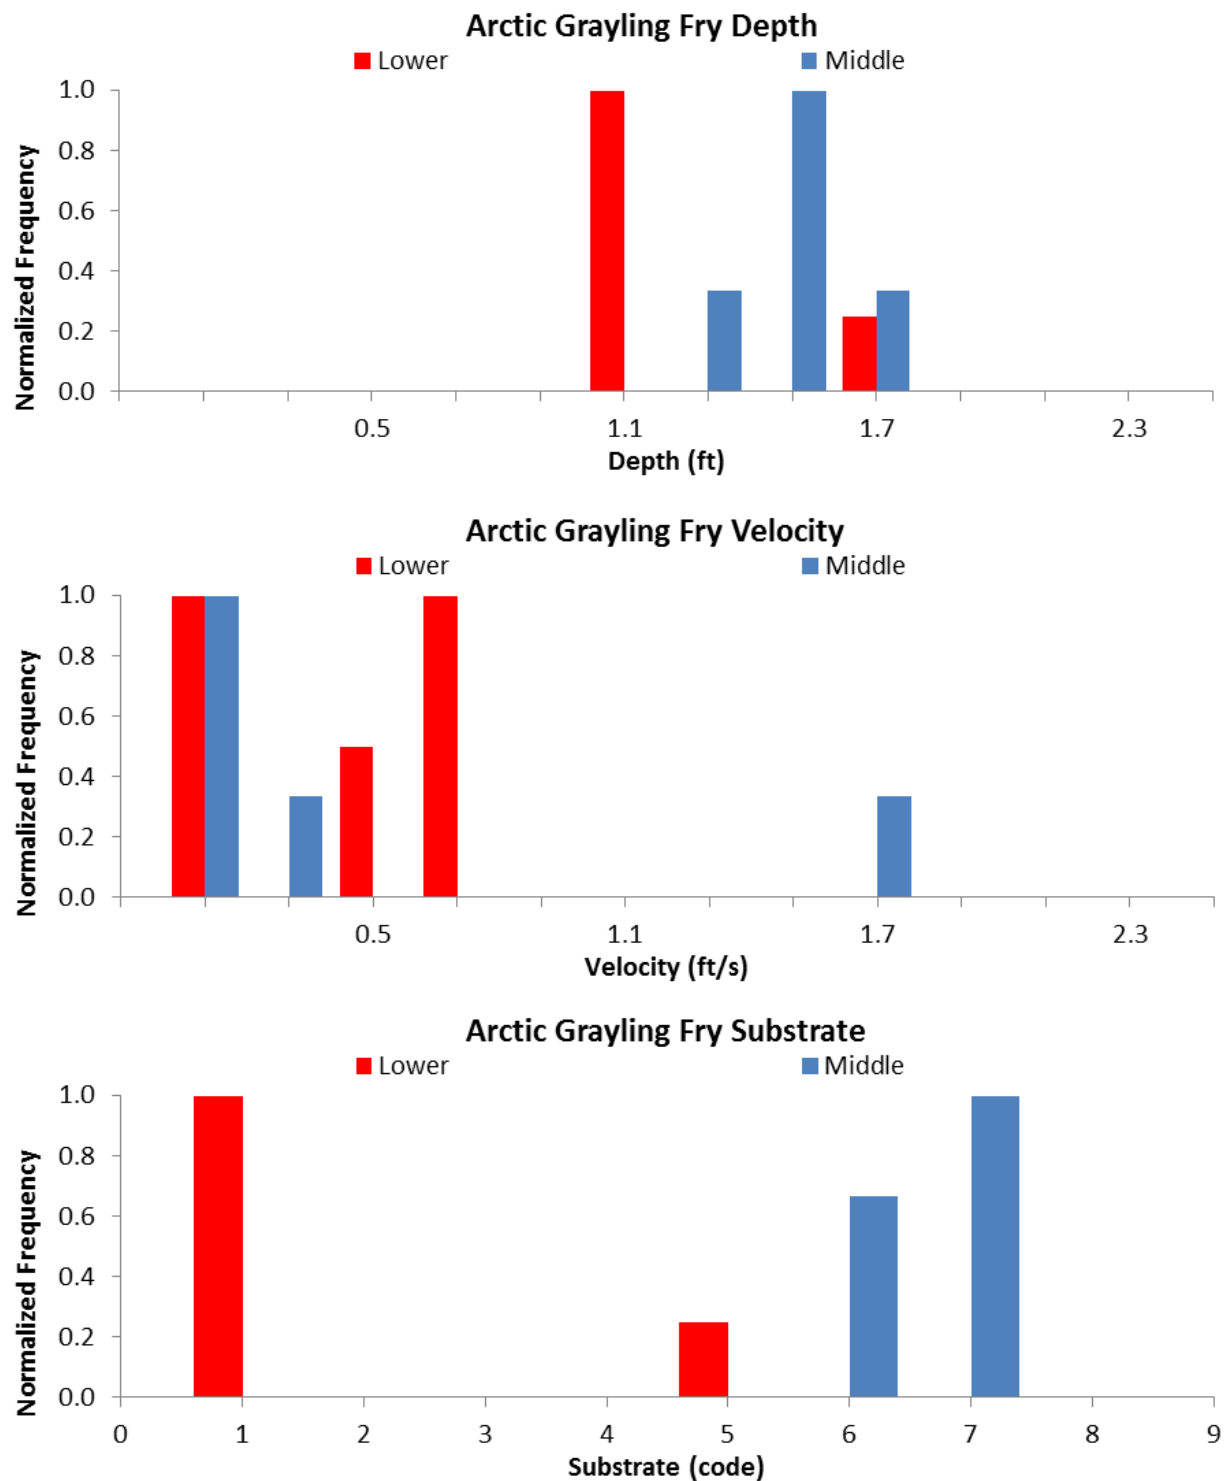 Arctic Grayling Fry Depth
Lower Middle
Normalized Frequency
1.0
0.8
0.6
0.4
0.2
0.0
0.5 1.1 1.7 2.3
Depth (ft)
Arctic Grayling Fry Velocity
Lower Middle
Normalized Frequency
1.0
0.8
0.6
0.4
0.2
0.0
0.5 1.1 1.7 2.3
Velocity (ft/s)
Arctic Grayling Fry Substrate
Lower Middle
Normalized Frequency
1.0
0.8
0.6
0.4
0.2
0.0
0 1 2 3 4 5 6 7 8 9
Substrate (code)